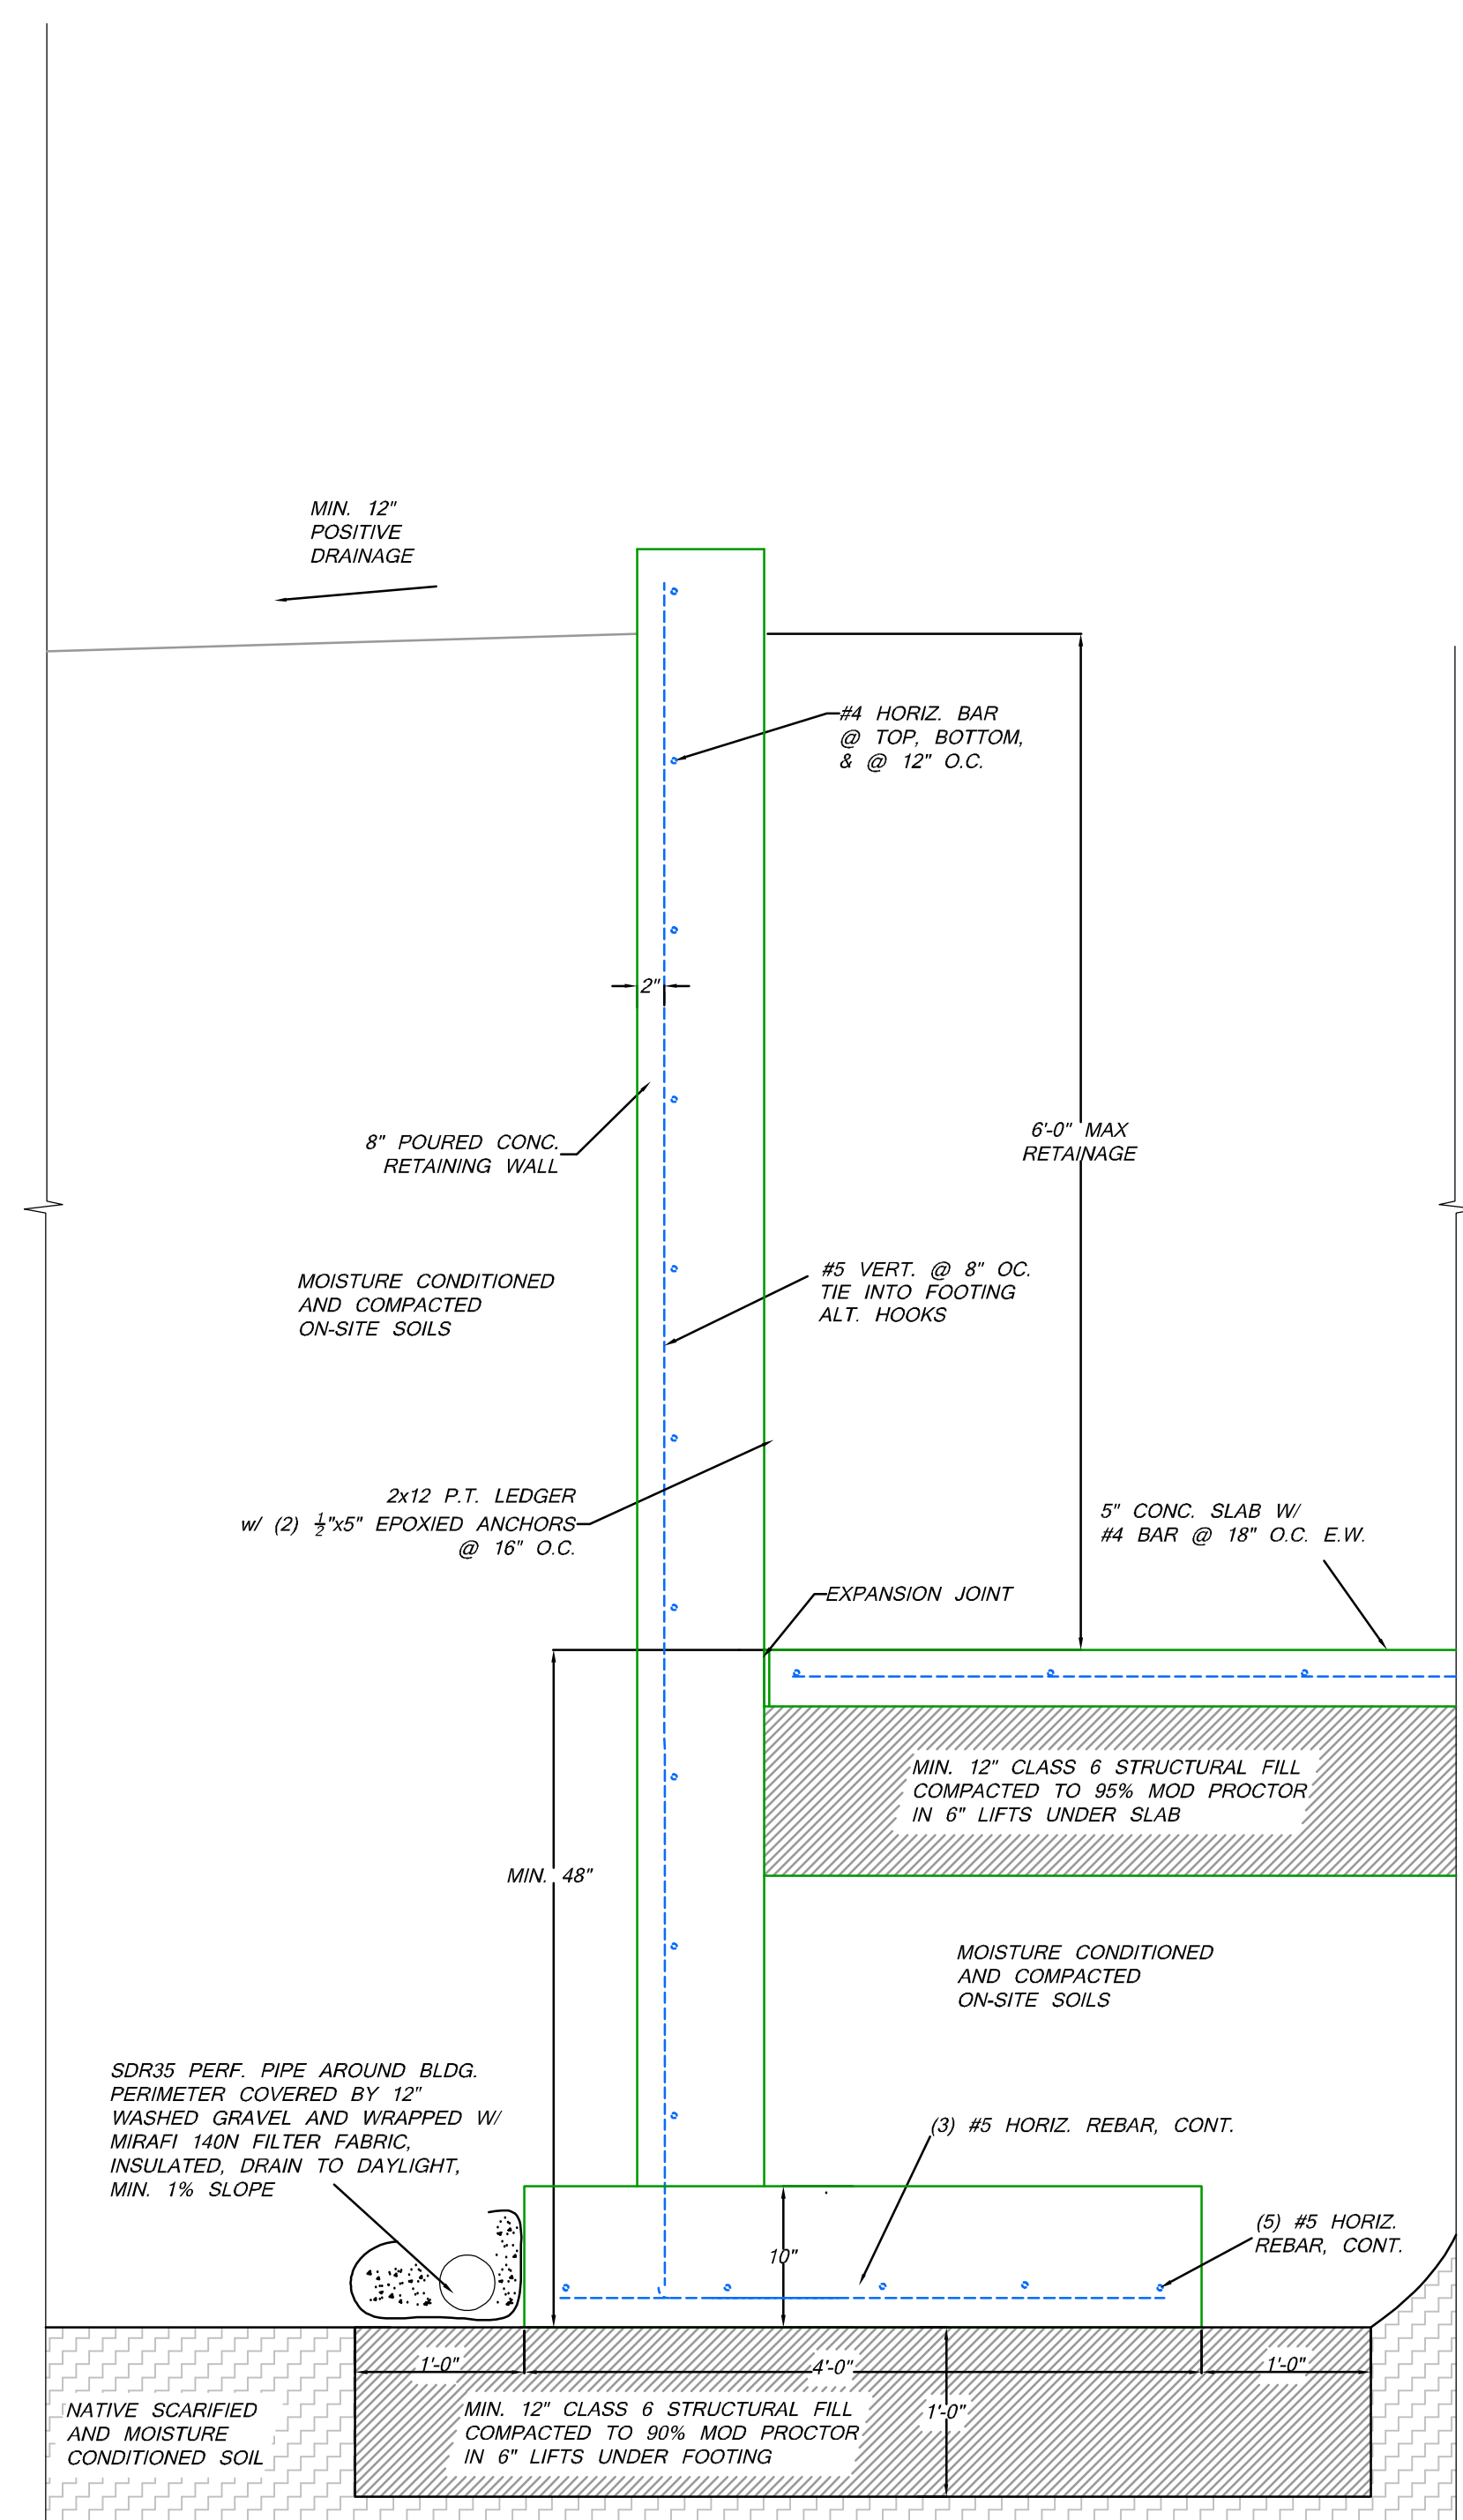 MIN. 12"
POSITIVE
DRAINAGE
#4 HORIZ. BAR
@ TOP, BOTTOM,
& @ 12" O.C.
2"
6'-0" MAX
RETAINAGE
8" POURED CONC.
RETAINING WALL
MOISTURE CONDITIONED
AND COMPACTED
ON-SITE SOILS
#5 VERT. @ 8" OC.
TIE INTO FOOTING
ALT. HOOKS
2x12 P.T. LEDGER
w/ (2) ½"x5" EPOXIED ANCHORS
@ 16" O.C.
5" CONC. SLAB W/
#4 BAR @ 18" O.C. E.W.
EXPANSION JOINT
MIN. 12" CLASS 6 STRUCTURAL FILL
COMPACTED TO 95% MOD PROCTOR
IN 6" LIFTS UNDER SLAB
MIN. 48"
MOISTURE CONDITIONED
AND COMPACTED
ON-SITE SOILS
SDR35 PERF. PIPE AROUND BLDG.
PERIMETER COVERED BY 12"
WASHED GRAVEL AND WRAPPED W/
MIRAFI 140N FILTER FABRIC,
INSULATED, DRAIN TO DAYLIGHT,
MIN. 1% SLOPE
(3) #5 HORIZ. REBAR, CONT.
(5) #5 HORIZ.
REBAR, CONT.
10"
1'-0"
4'-0"
1'-0"
1'-0"
NATIVE SCARIFIED
AND MOISTURE
CONDITIONED SOIL
MIN. 12" CLASS 6 STRUCTURAL FILL
COMPACTED TO 90% MOD PROCTOR
IN 6" LIFTS UNDER FOOTING